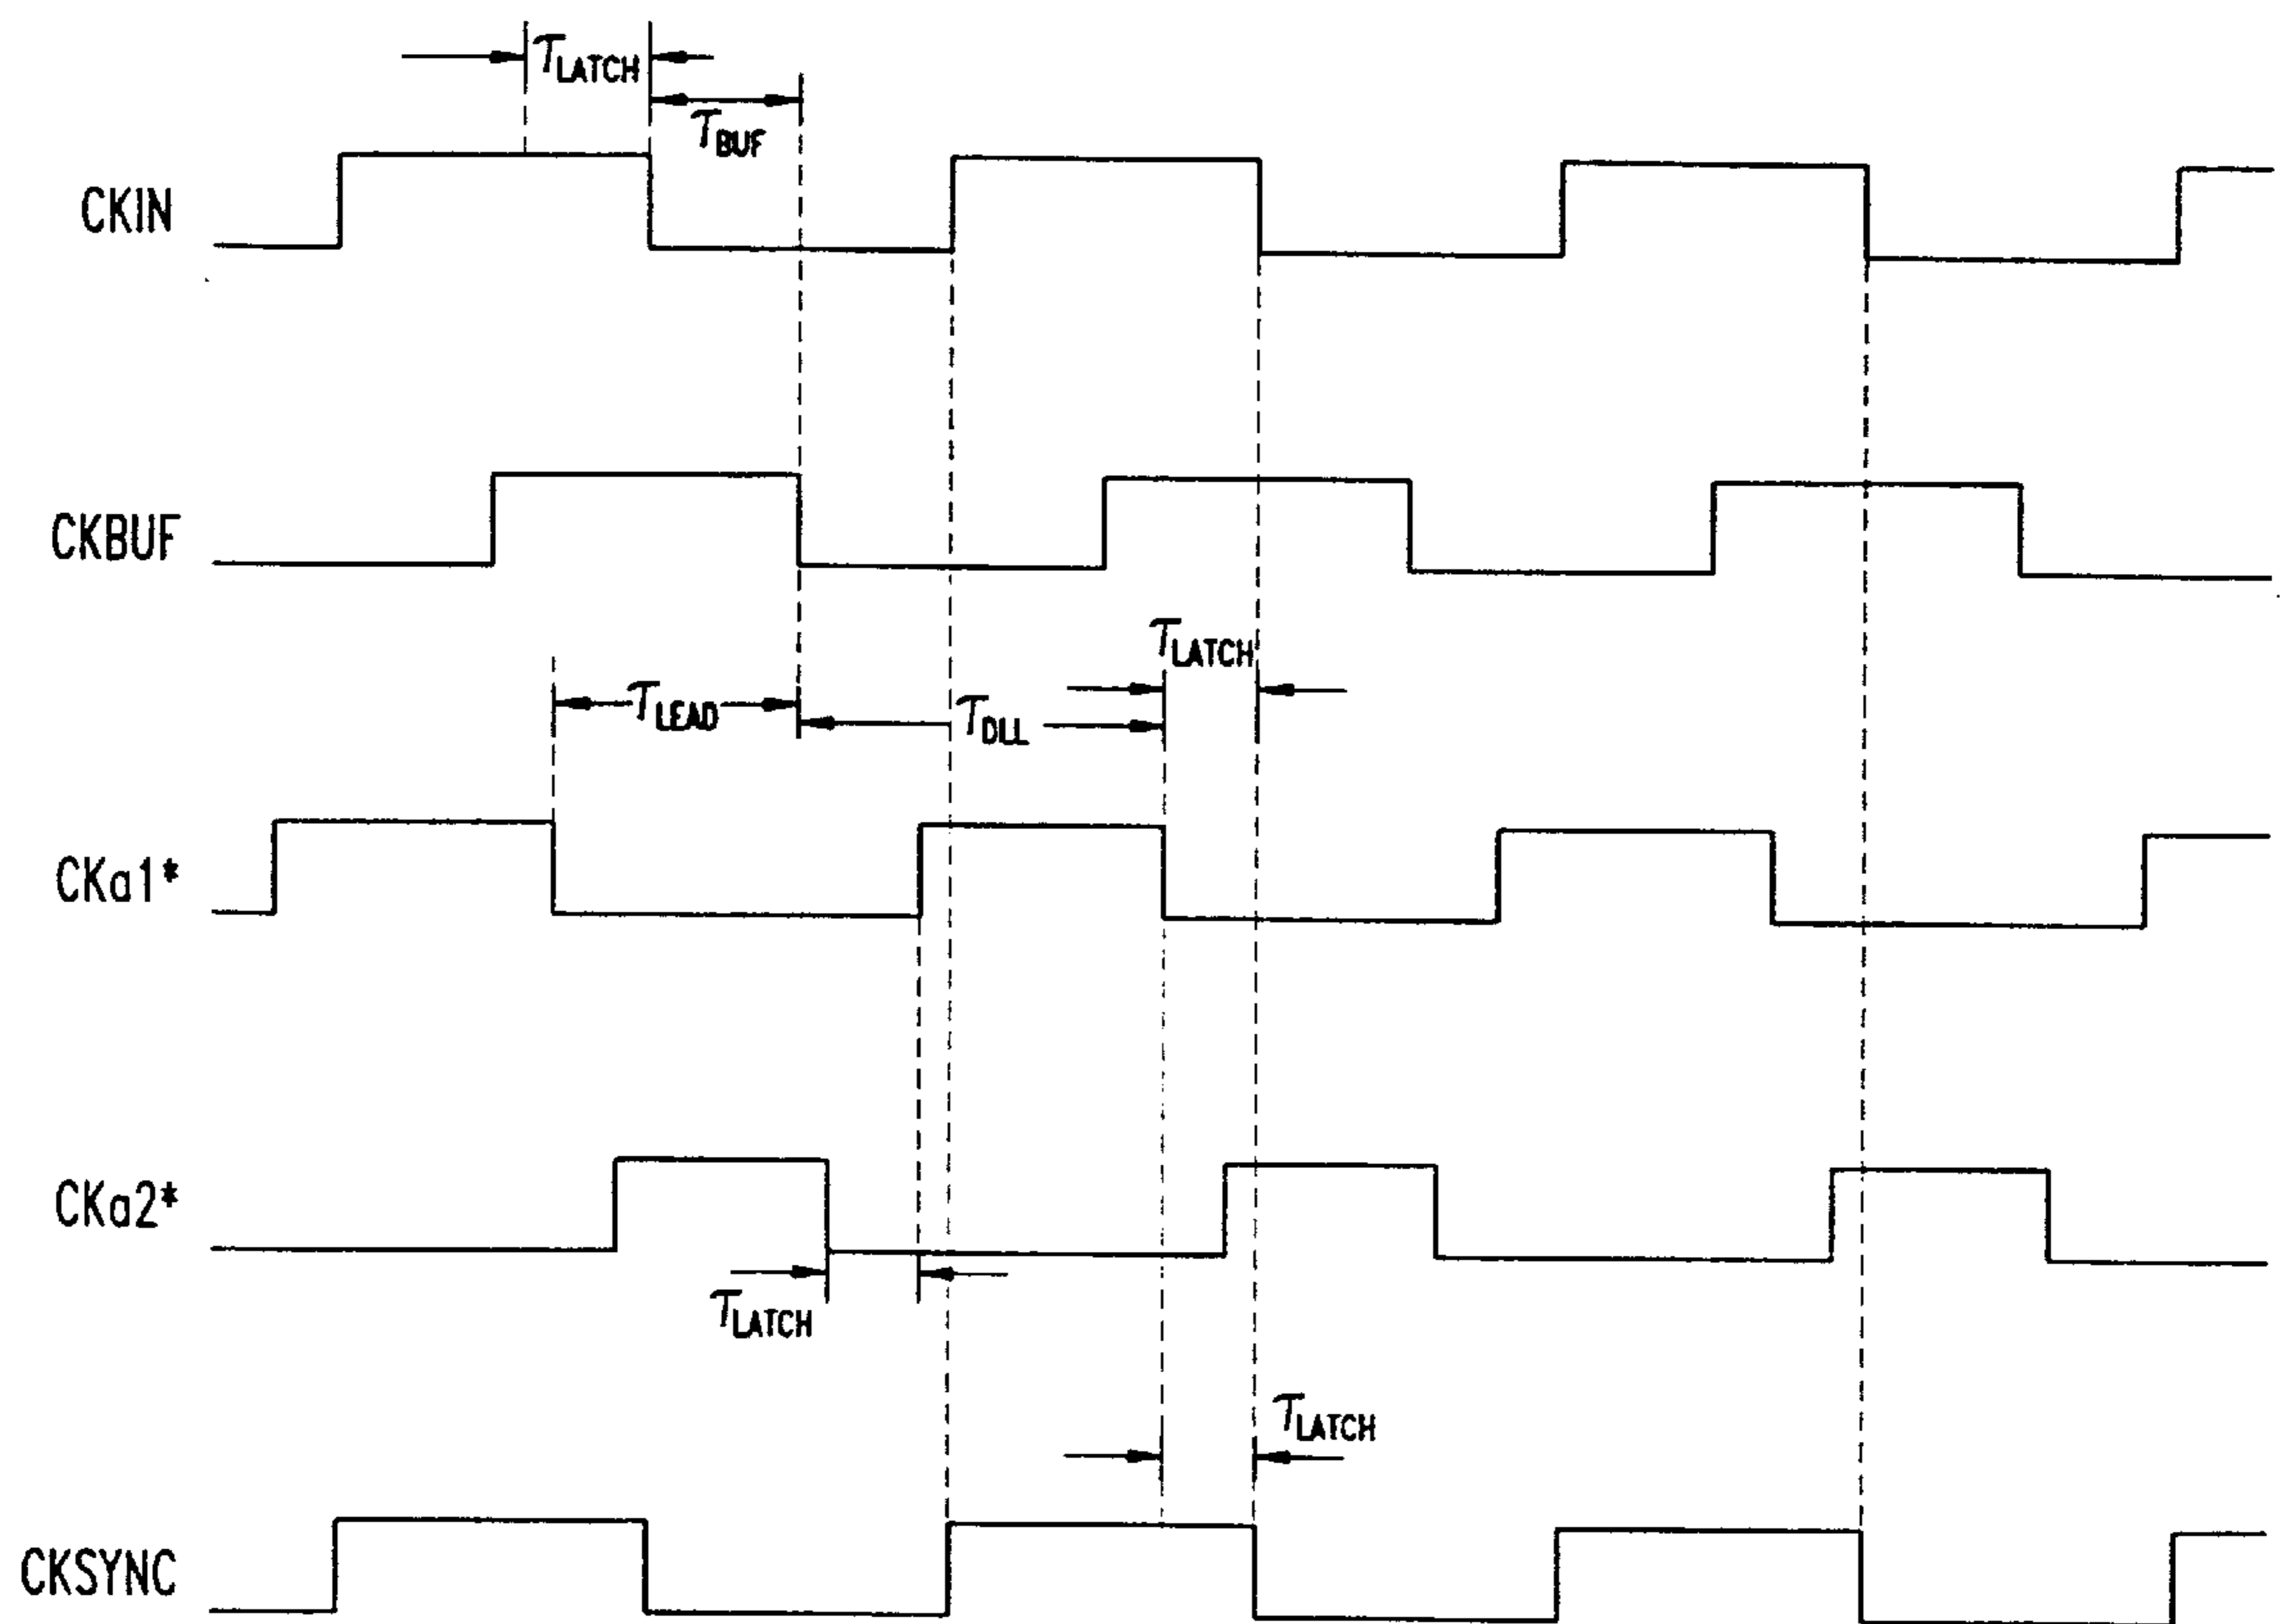 τLATCH
τBUF
CKIN
CKBUF
τLATCH
τLEAD
τDLL
CKa1*
CKa2*
τLATCH
τLATCH
CKSYNC